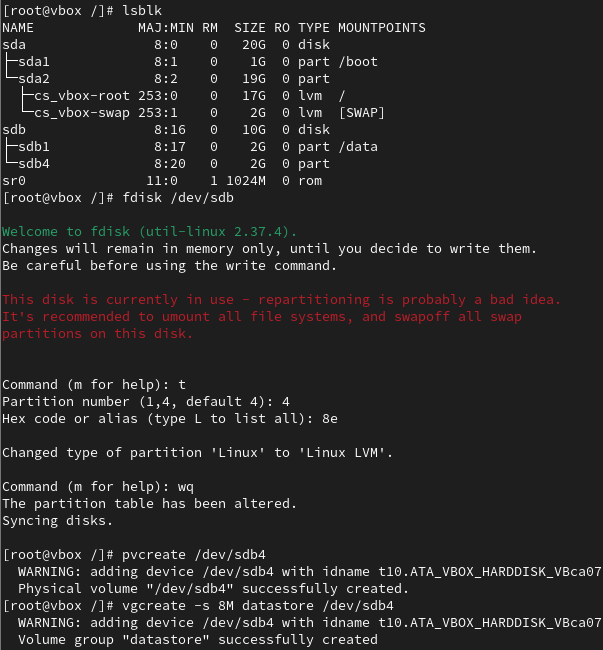 [root@vbox /]# lsblk
NAME             MAJ:MIN RM  SIZE RO TYPE MOUNTPOINTS
sda                8:0    0   20G  0 disk
├─sda1             8:1    0    1G  0 part /boot
└─sda2             8:2    0   19G  0 part
  ├─cs_vbox-root 253:0    0   17G  0 lvm  /
  └─cs_vbox-swap 253:1    0    2G  0 lvm  [SWAP]
sdb                8:16   0   10G  0 disk
├─sdb1             8:17   0    2G  0 part /data
└─sdb4             8:20   0    2G  0 part
sr0               11:0    1 1024M  0 rom
[root@vbox /]# fdisk /dev/sdb
Welcome to fdisk (util-linux 2.37.4).
Changes will remain in memory only, until you decide to write them.
Be careful before using the write command.
This disk is currently in use - repartitioning is probably a bad idea.
It's recommended to umount all file systems, and swapoff all swap
partitions on this disk.
Command (m for help): t
Partition number (1,4, default 4): 4
Hex code or alias (type L to list all): 8e
Changed type of partition 'Linux' to 'Linux LVM'.
Command (m for help): wq
The partition table has been altered.
Syncing disks.
[root@vbox /]# pvcreate /dev/sdb4
  WARNING: adding device /dev/sdb4 with idname t10.ATA_VBOX_HARDDISK_VBca07
  Physical volume "/dev/sdb4" successfully created.
[root@vbox /]# vgcreate -s 8M datastore /dev/sdb4
  WARNING: adding device /dev/sdb4 with idname t10.ATA_VBOX_HARDDISK_VBca07
  Volume group "datastore" successfully created